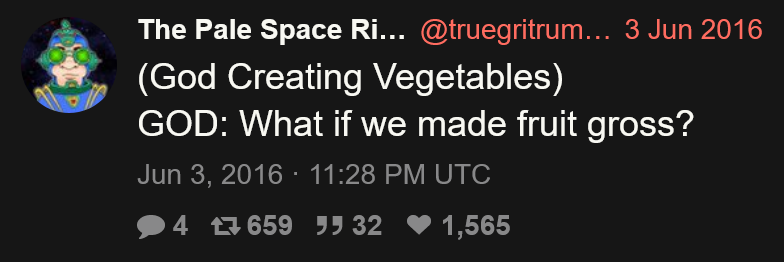 The Pale Space Ri... @truegritrum... 3 Jun 2016
(God Creating Vegetables)
GOD: What if we made fruit gross?
Jun 3, 2016 · 11:28 PM UTC
4 659 32 1,565